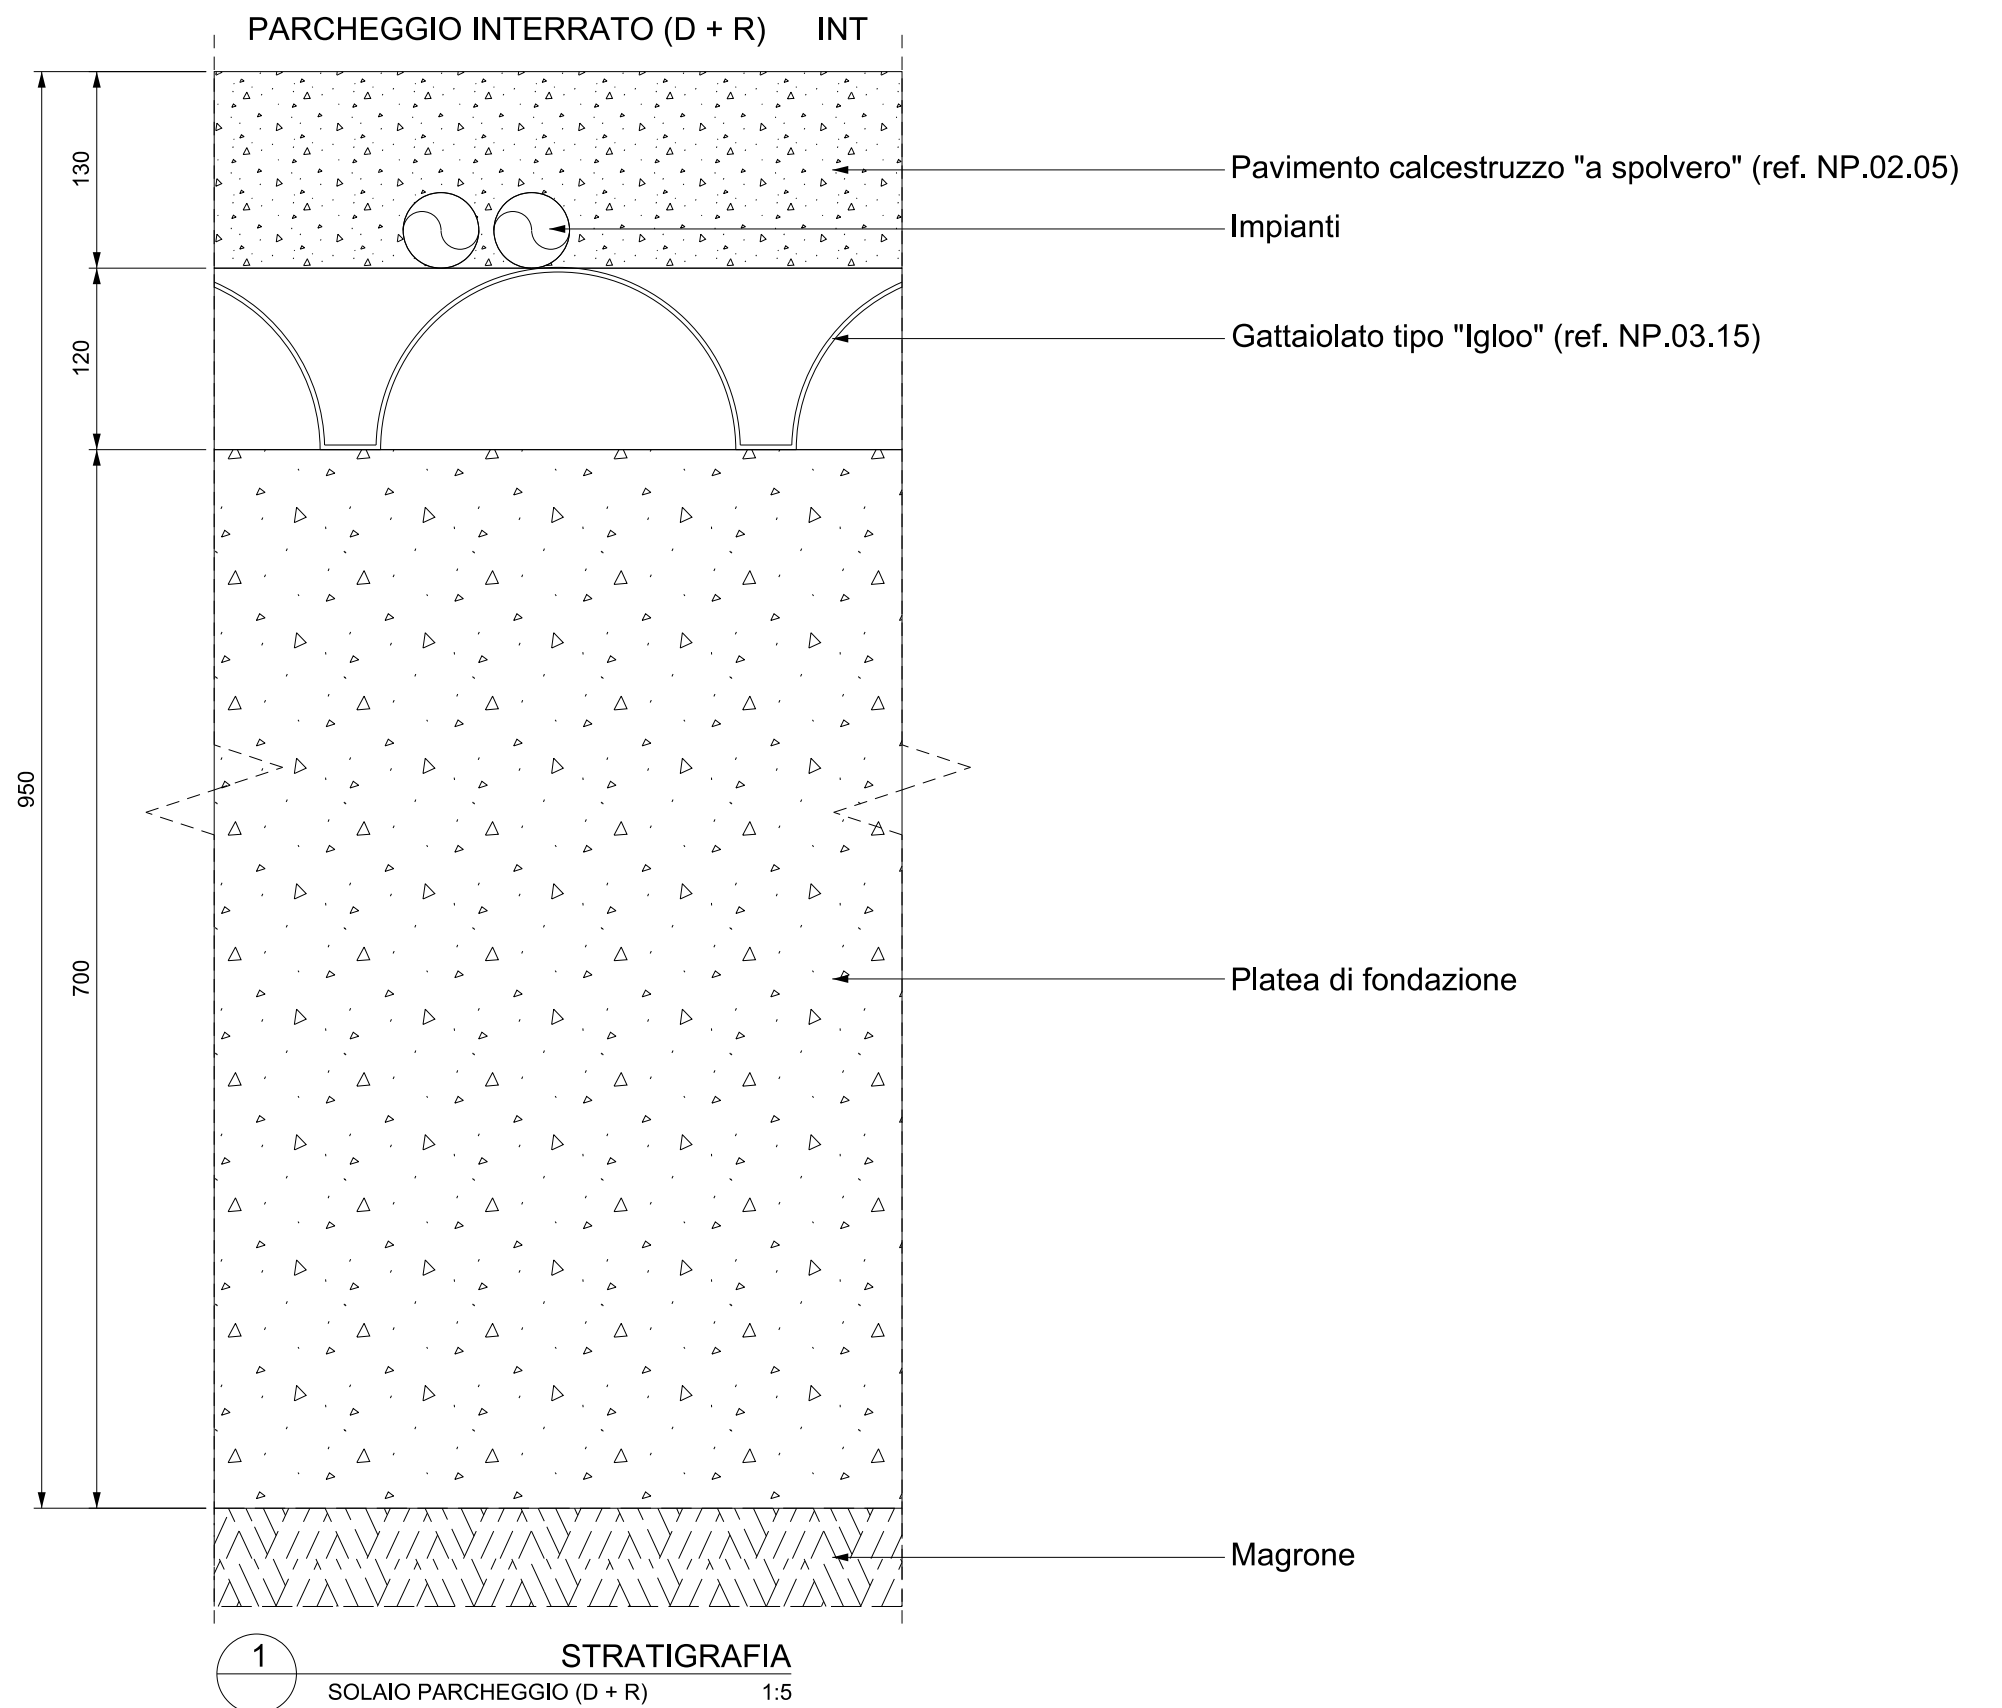 PARCHEGGIO INTERRATO (D + R) INT
130
Pavimento calcestruzzo "a spolvero" (ref. NP.02.05)
Impianti
120
Gattaiolato tipo "Igloo" (ref. NP.03.15)
950
700
Platea di fondazione
Magrone
1 STRATIGRAFIA
SOLAIO PARCHEGGIO (D + R) 1:5